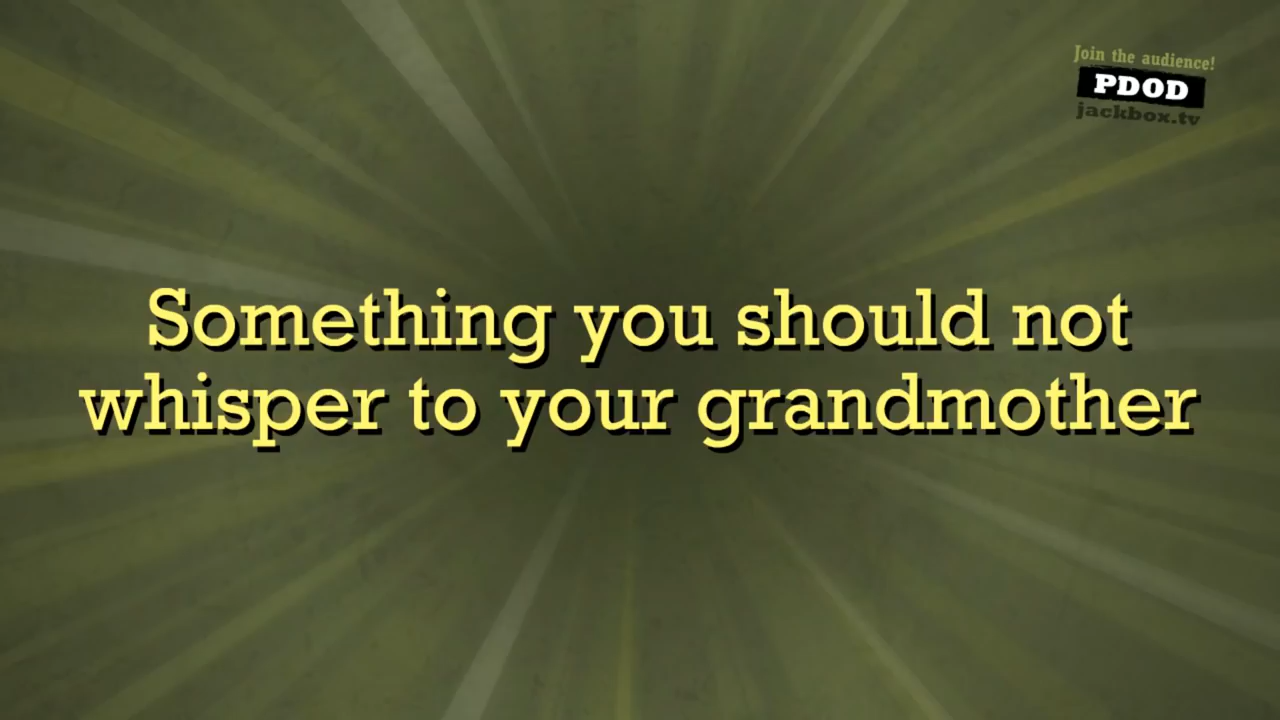 Join the audience!
PDOD
jackbox.tv
Something you should not
whisper to your grandmother